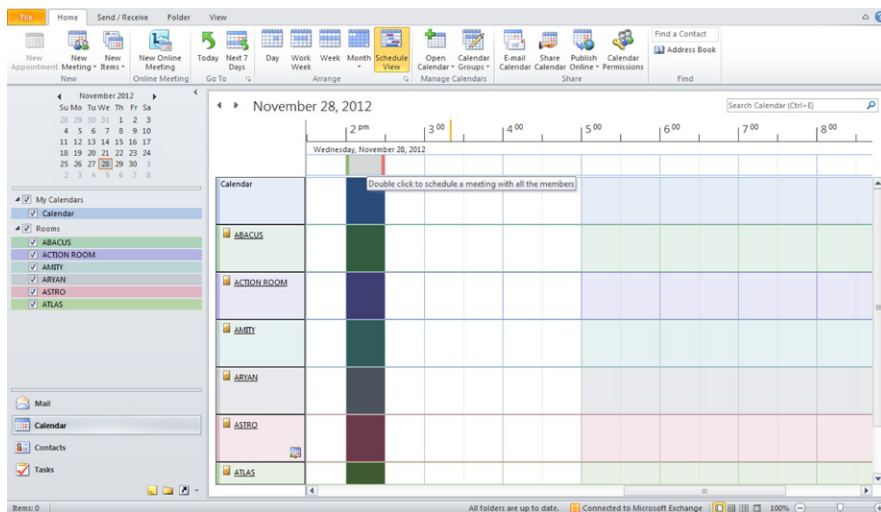 File Home Send / Receive Folder View
New Appointment New Meeting New Items New Online Meeting Today Next 7 Days Day Work Week Week Month Schedule View Open Calendar Calendar Groups E-mail Calendar Share Calendar Publish Online Calendar Permissions Find a Contact
Address Book
New Online Meeting Go To Arrange Manage Calendars Share Find
November 2012
Su Mo Tu We Th Fr Sa
28 29 30 31 1 2 3
4 5 6 7 8 9 10
11 12 13 14 15 16 17
18 19 20 21 22 23 24
25 26 27 28 29 30 1
2 3 4 5 6 7 8
My Calendars
Calendar
Rooms
ABACUS
ACTION ROOM
AMITY
ARYAN
ASTRO
ATLAS
Mail
Calendar
Contacts
Tasks
November 28, 2012
Search Calendar (Ctrl+E)
2 pm 3 00 4 00 5 00 6 00 7 00 8 00
Wednesday, November 28, 2012
Double click to schedule a meeting with all the members
Calendar
ABACUS
ACTION ROOM
AMITY
ARYAN
ASTRO
ATLAS
Items: 0 All folders are up to date. Connected to Microsoft Exchange 100%